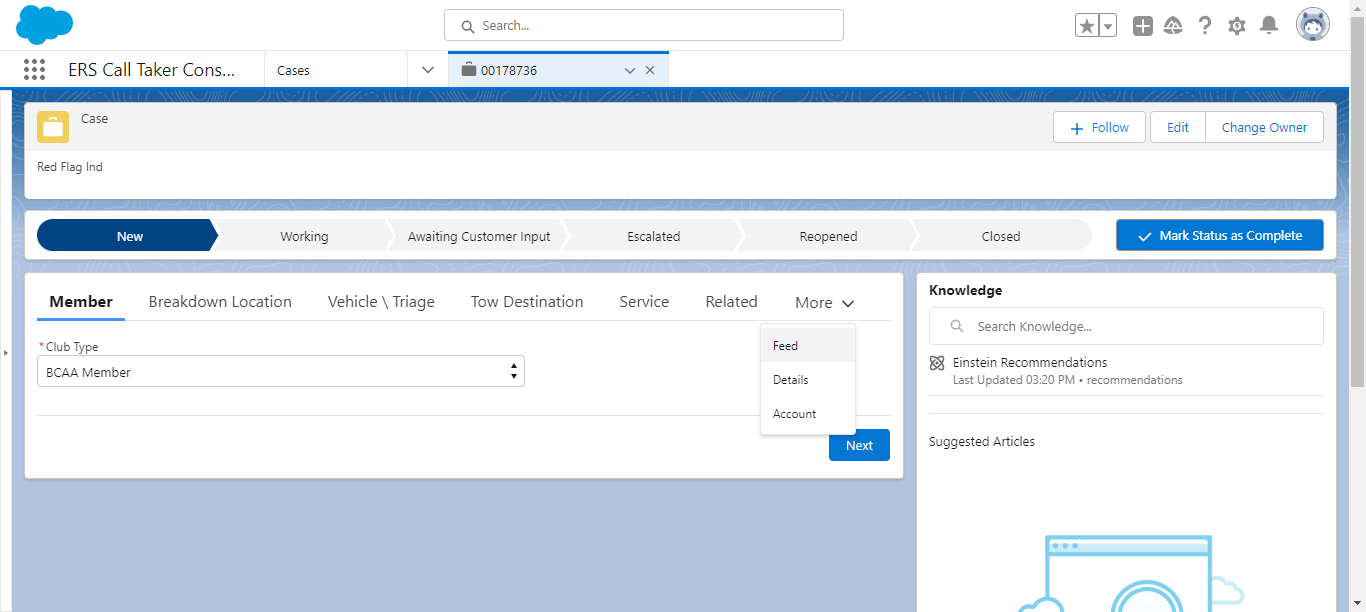 Search...
ERS Call Taker Cons...
Cases
00178736
Case
Follow
Edit
Change Owner
Red Flag Ind
New
Working
Awaiting Customer Input
Escalated
Reopened
Closed
Mark Status as Complete
Member
Breakdown Location
Vehicle \ Triage
Tow Destination
Service
Related
More
Feed
Details
Account
*Club Type
BCAA Member
Next
Knowledge
Search Knowledge...
Einstein Recommendations
Last Updated 03:20 PM • recommendations
Suggested Articles